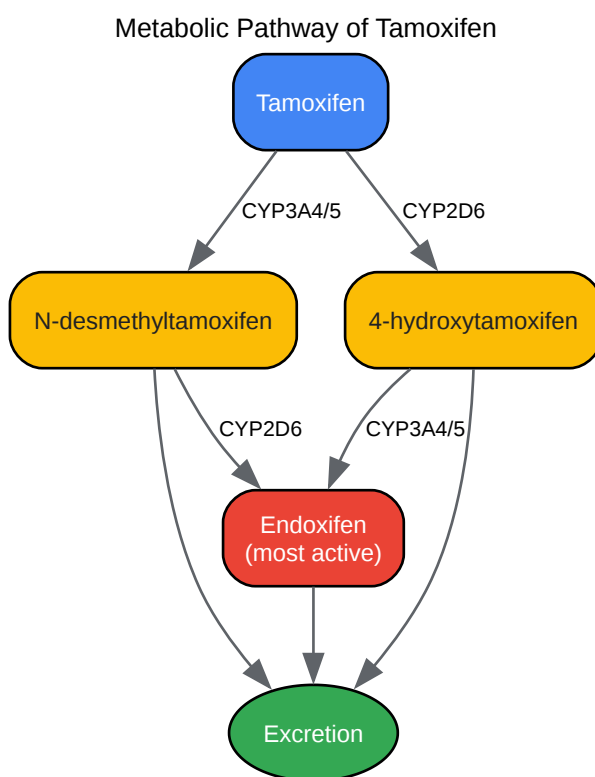 Metabolic Pathway of Tamoxifen
Tamoxifen
CYP3A4/5
CYP2D6
N-desmethyltamoxifen
4-hydroxytamoxifen
CYP2D6
CYP3A4/5
Endoxifen
(most active)
Excretion